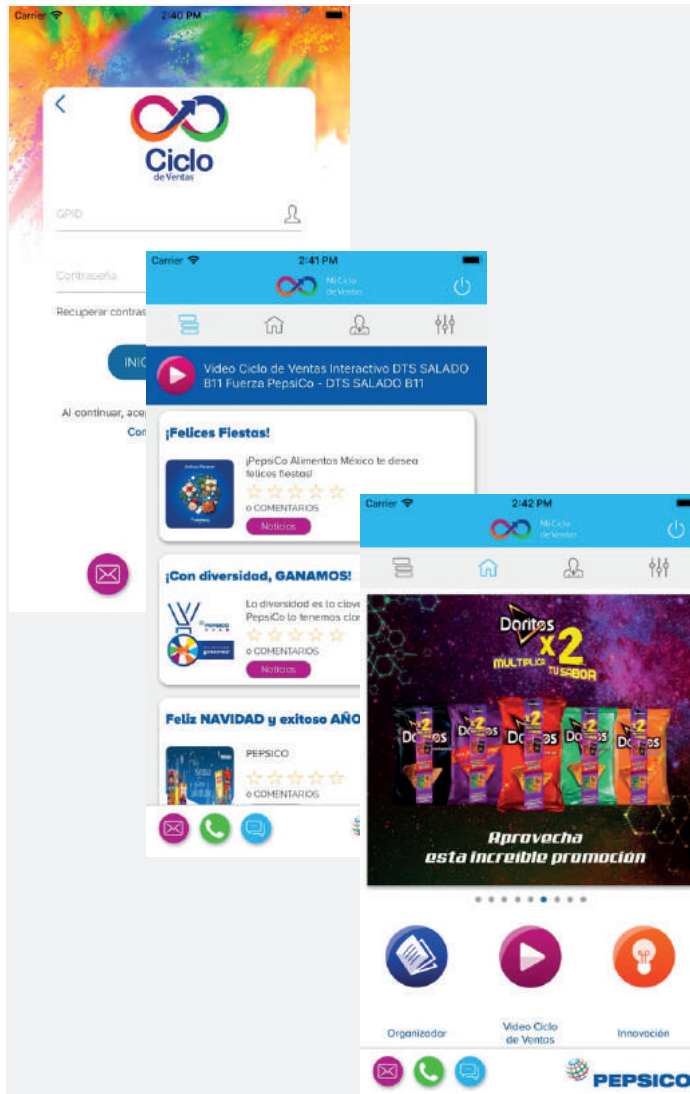 Carrier 2:40 PM
Ciclo
de Ventas
GPID
Contraseña
Recuperar contras
INIC
Al continuar, acep
Con
Carrier 2:41 PM
Mi Ciclo
de Ventas
Video Ciclo de Ventas Interactivo DTS SALADO
B11 Fuerza PepsiCo - DTS SALADO B11
¡Felices Fiestas!
¡PepsiCo Alimentos México te desea
felices fiestas!
0 COMENTARIOS
Noticias
¡Con diversidad, GANAMOS!
La diversidad es la clave
PepsiCo lo tenemos clar
PEPSICO
0 COMENTARIOS
Noticias
Feliz NAVIDAD y exitoso AÑO
PEPSICO
0 COMENTARIOS
Carrier 2:42 PM
Mi Ciclo
de Ventas
Doritos
x2
MULTIPLICA TU SABOR
Aprovecha
esta increíble promoción
Organizador
Video Ciclo
de Ventas
Innovación
PEPSICO